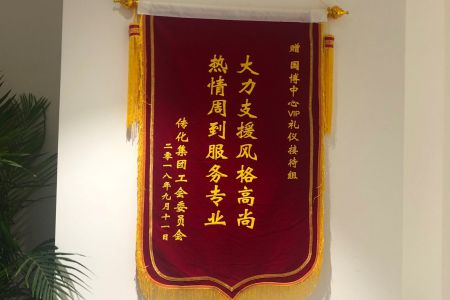 赠 国博中心VIP礼仪接待组
大力支援风格高尚
热情周到服务专业
传化集团工会委员会
二零一八年九月十一日